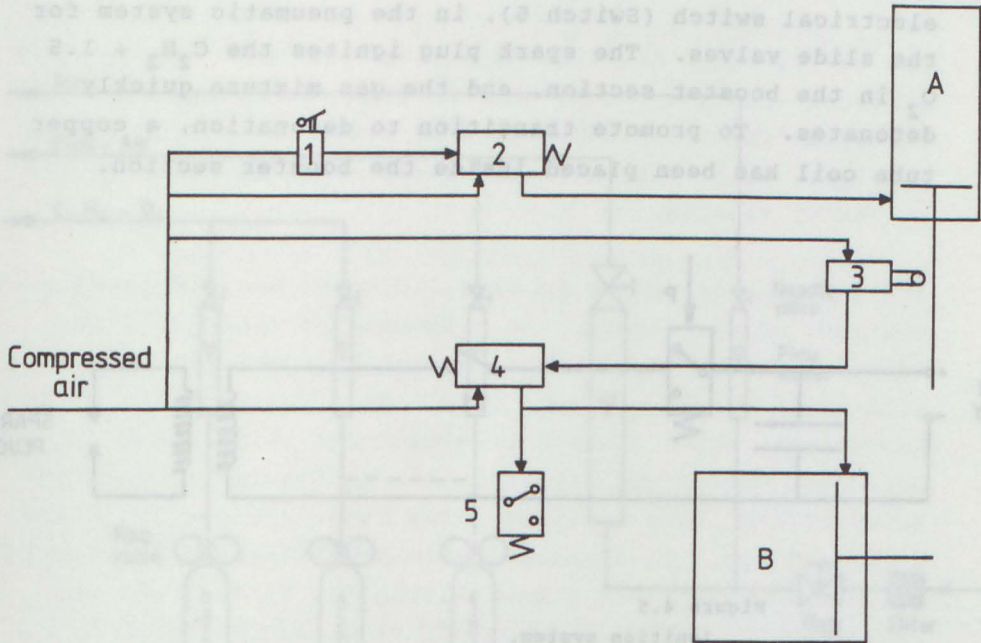 electrical switch (Switch 5), in the pneumatic system for
the slide valves. The spark plug ignites the C₂H₂ + 1.5
O₂ in the booster section, and the gas mixture quickly
detonates. To promote transition to detonation, a copper
tube coil has been placed inside the booster section.
A
1
2
3
Compressed
air
4
5
B
Figure 4.5
Ignition system.